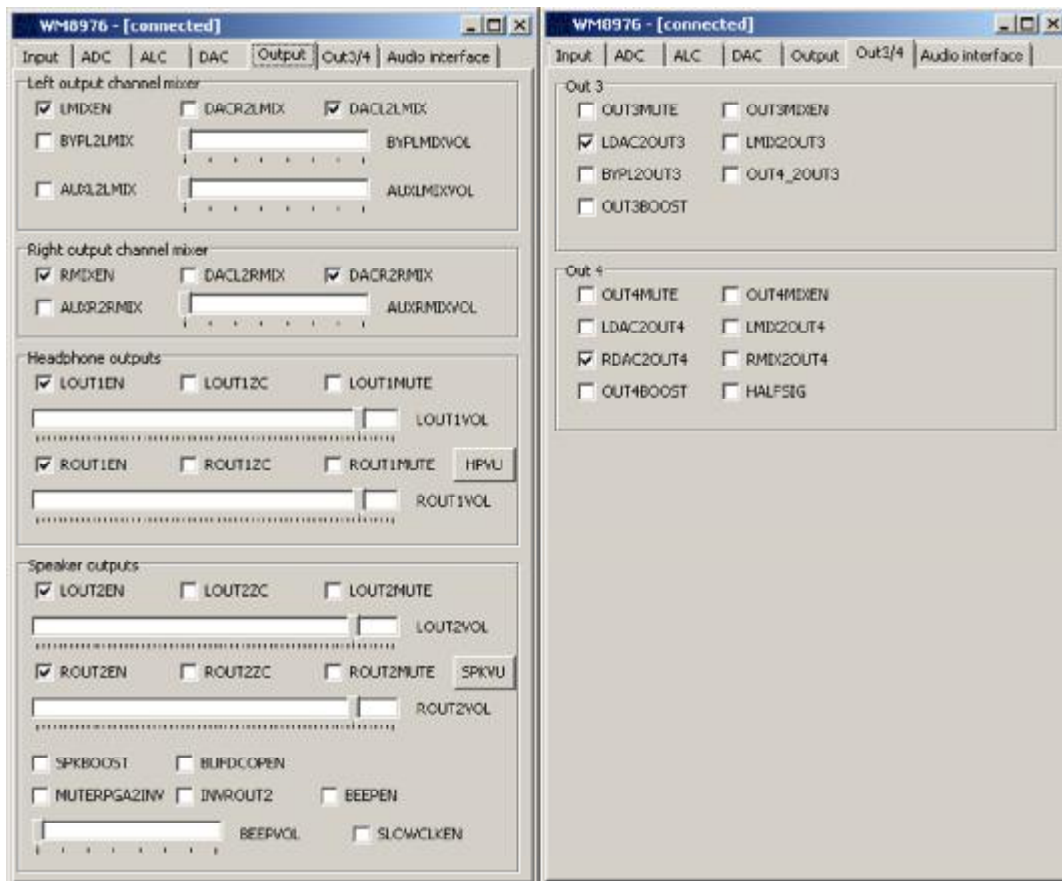 WM8976 - [connected]
Input ADC ALC DAC Output Out3/4 Audio interface
Left output channel mixer
LMIXEN DACR2LMIX DACL2LMIX
BYPL2LMIX BYPLMIXVOL
AUXL2LMIX AUXLMIXVOL
Right output channel mixer
RMIXEN DACL2RMIX DACR2RMIX
AUXR2RMIX AUXRMIXVOL
Headphone outputs
LOUT1EN LOUT1ZC LOUT1MUTE
LOUT1VOL
ROUT1EN ROUT1ZC ROUT1MUTE HPVU
ROUT1VOL
Speaker outputs
LOUT2EN LOUT2ZC LOUT2MUTE
LOUT2VOL
ROUT2EN ROUT2ZC ROUT2MUTE SPKVU
ROUT2VOL
SPKBOOST BUFDCOPEN
MUTERPGA2INV INVROUT2 BEEPEN
BEEPVOL SLOWCLKEN
WM8976 - [connected]
Input ADC ALC DAC Output Out3/4 Audio interface
Out 3
OUT3MUTE OUT3MIXEN
LDAC2OUT3 LMIX2OUT3
BYPL2OUT3 OUT4_2OUT3
OUT3BOOST
Out 4
OUT4MUTE OUT4MIXEN
LDAC2OUT4 LMIX2OUT4
RDAC2OUT4 RMIX2OUT4
OUT4BOOST HALFSIG